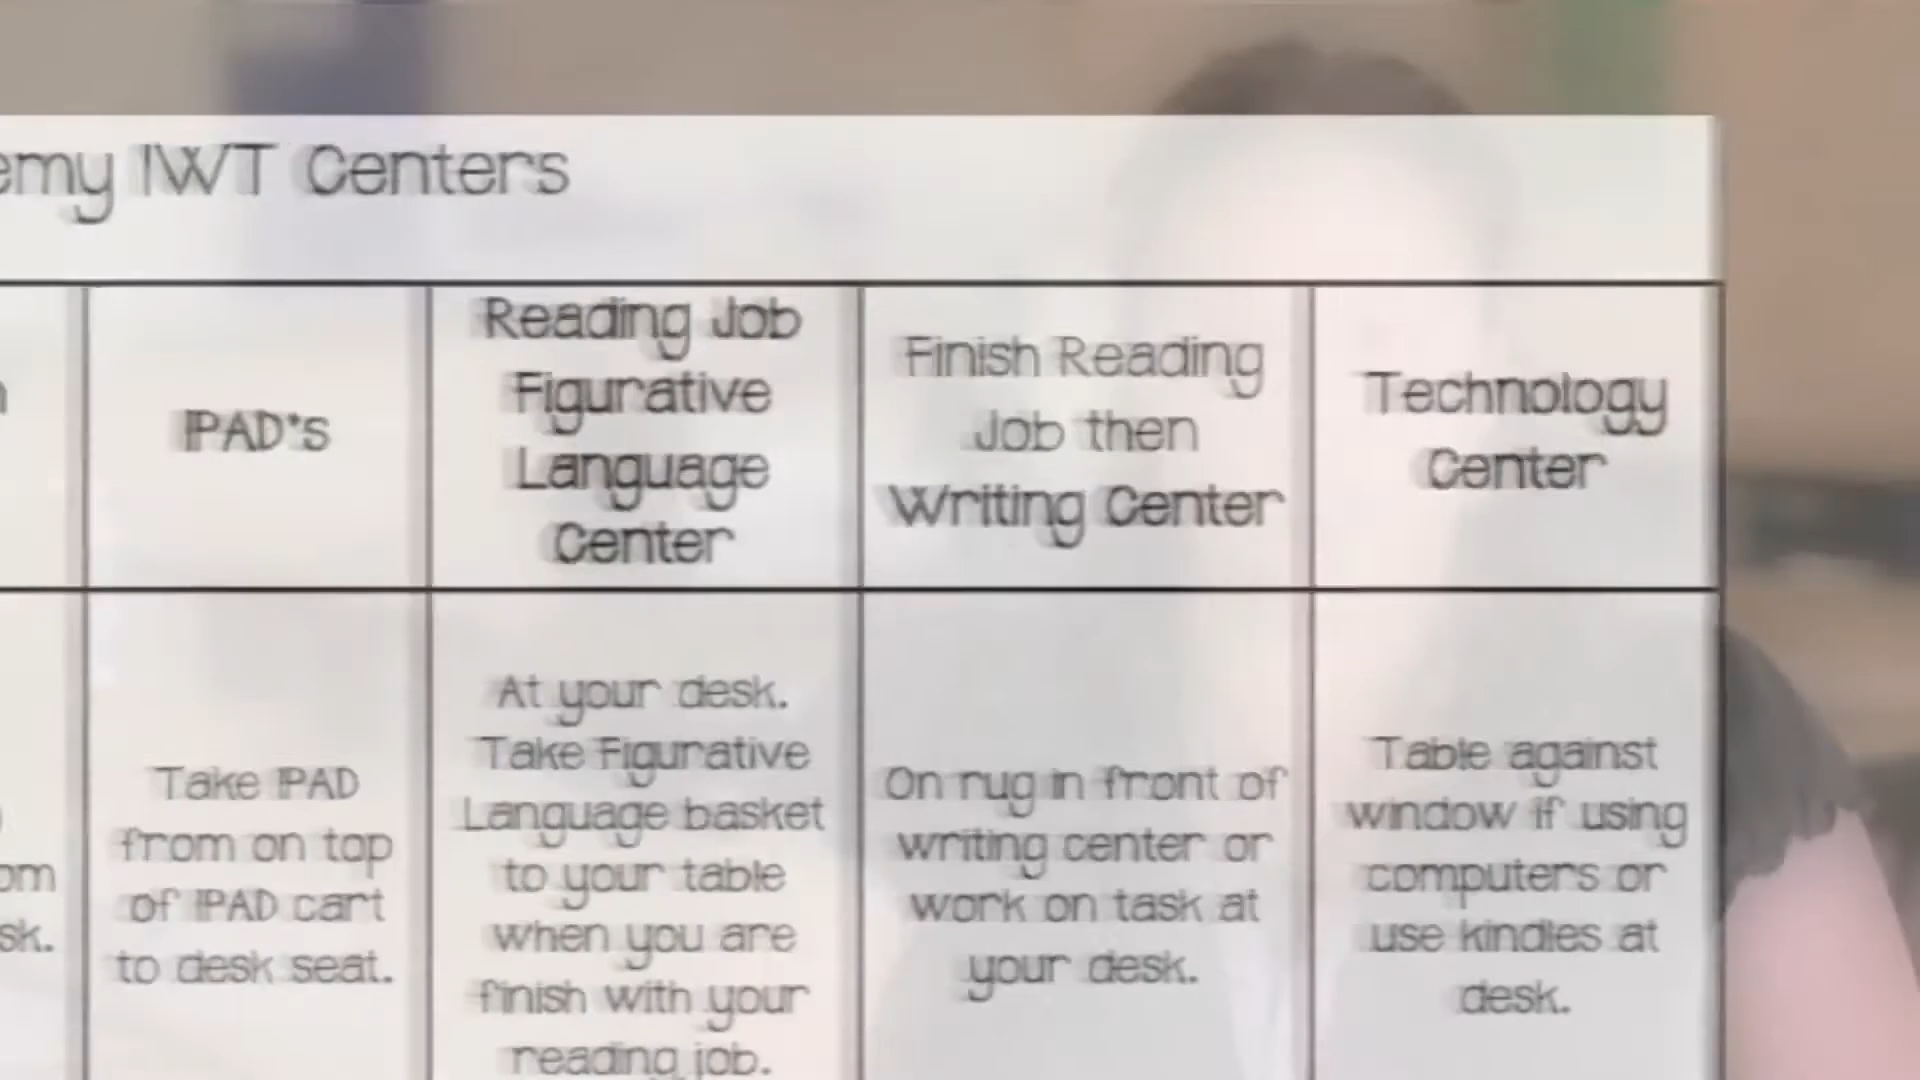 emy IWT Centers
IPAD's
Reading Job
Figurative
Language
Center
Finish Reading
Job then
Writing Center
Technology
Center
om
sk.
Take IPAD
from on top
of IPAD cart
to desk seat.
At your desk.
Take Figurative
Language basket
to your table
when you are
finish with your
reading job.
On rug in front of
writing center or
work on task at
your desk.
Table against
window if using
computers or
use kindles at
desk.